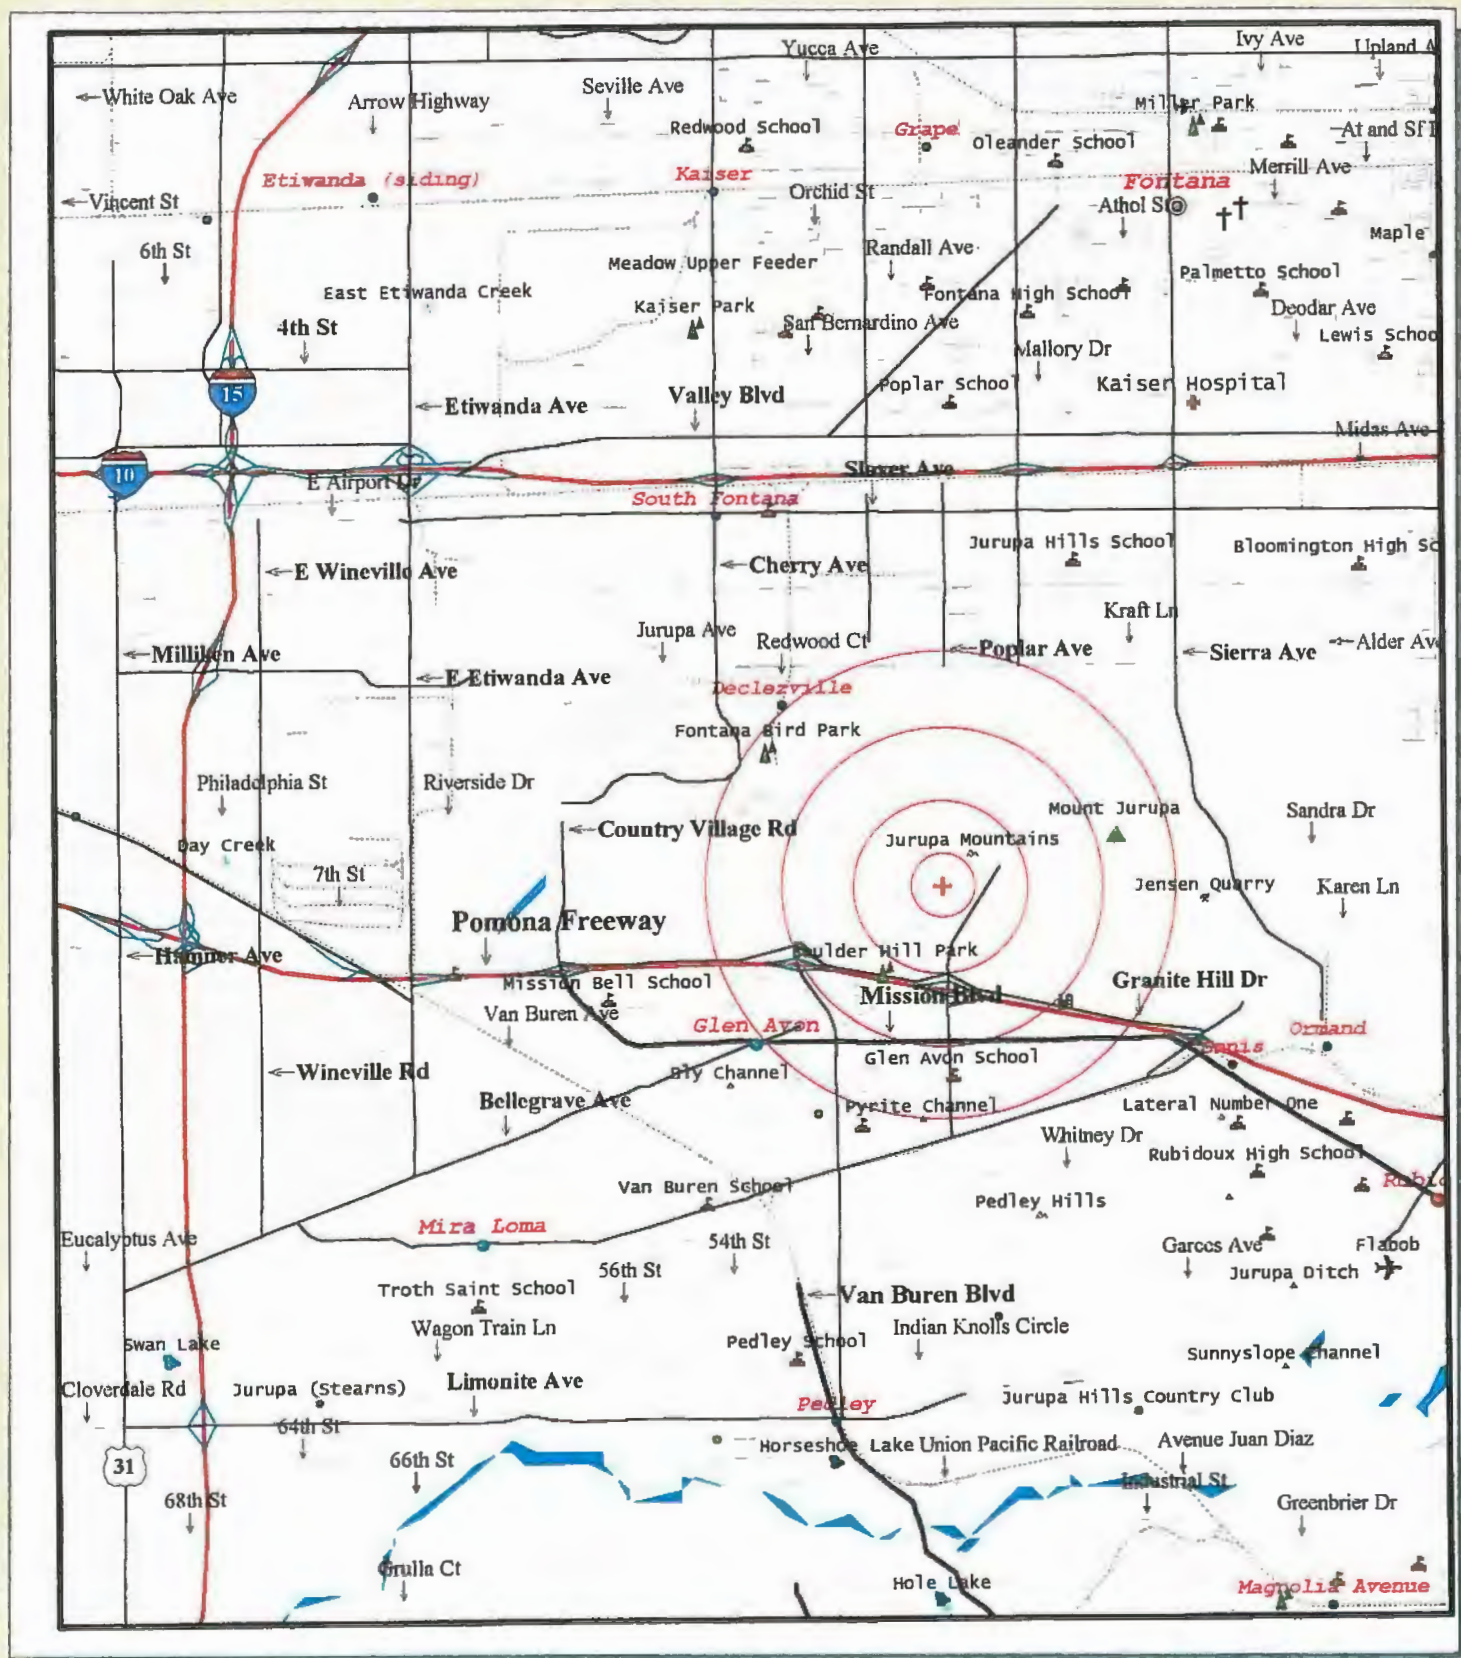 Yucca Ave
Ivy Ave
Upland A
White Oak Ave
Arrow Highway
Seville Ave
Miller Park
Redwood School
Grape
Oleander School
At and Sf
Etiwanda (siding)
Kaiser
Merrill Ave
Fontana
Vincent St
Orchid St
Athol St
Maple
6th St
Randall Ave
Meadow Upper Feeder
Palmetto School
East Etiwanda Creek
Kaiser Park
Fontana High School
Deodar Ave
4th St
San Bernardino Ave
Lewis Schoo
Mallory Dr
15
Etiwanda Ave
Valley Blvd
Poplar School
Kaiser Hospital
Midas Ave
10
E Airport Dr
Slover Ave
South Fontana
Jurupa Hills School
Bloomington High Sc
E Wineville Ave
Cherry Ave
Kraft Ln
Milliken Ave
Jurupa Ave
Redwood Ct
Poplar Ave
Sierra Ave
Alder Ave
E Etiwanda Ave
Declezville
Fontana Bird Park
Philadelphia St
Riverside Dr
Country Village Rd
Mount Jurupa
Sandra Dr
Day Creek
Jurupa Mountains
7th St
Jensen Quarry
Karen Ln
Pomona Freeway
Hamner Ave
Boulder Hill Park
Mission Bell School
Mission Blvd
Granite Hill Dr
Van Buren Ave
Glen Avon
Ormand
Glen Avon School
Wineville Rd
Bly Channel
Bellegrave Ave
Pyrite Channel
Lateral Number One
Whitney Dr
Rubidoux High School
Van Buren School
Pedley Hills
Rubid
Mira Loma
Eucalyptus Ave
54th St
Garces Ave
Flabob
56th St
Jurupa Ditch
Troth Saint School
Van Buren Blvd
Wagon Train Ln
Indian Knolls Circle
Swan Lake
Pedley School
Sunnyslope Channel
Cloverdale Rd
Jurupa (Stearns)
Limonite Ave
Jurupa Hills Country Club
64th St
Pedley
Horseshoe Lake
Union Pacific Railroad
Avenue Juan Diaz
31
66th St
Industrial St
68th St
Greenbrier Dr
Grulla Ct
Hole Lake
Magnolia Avenue